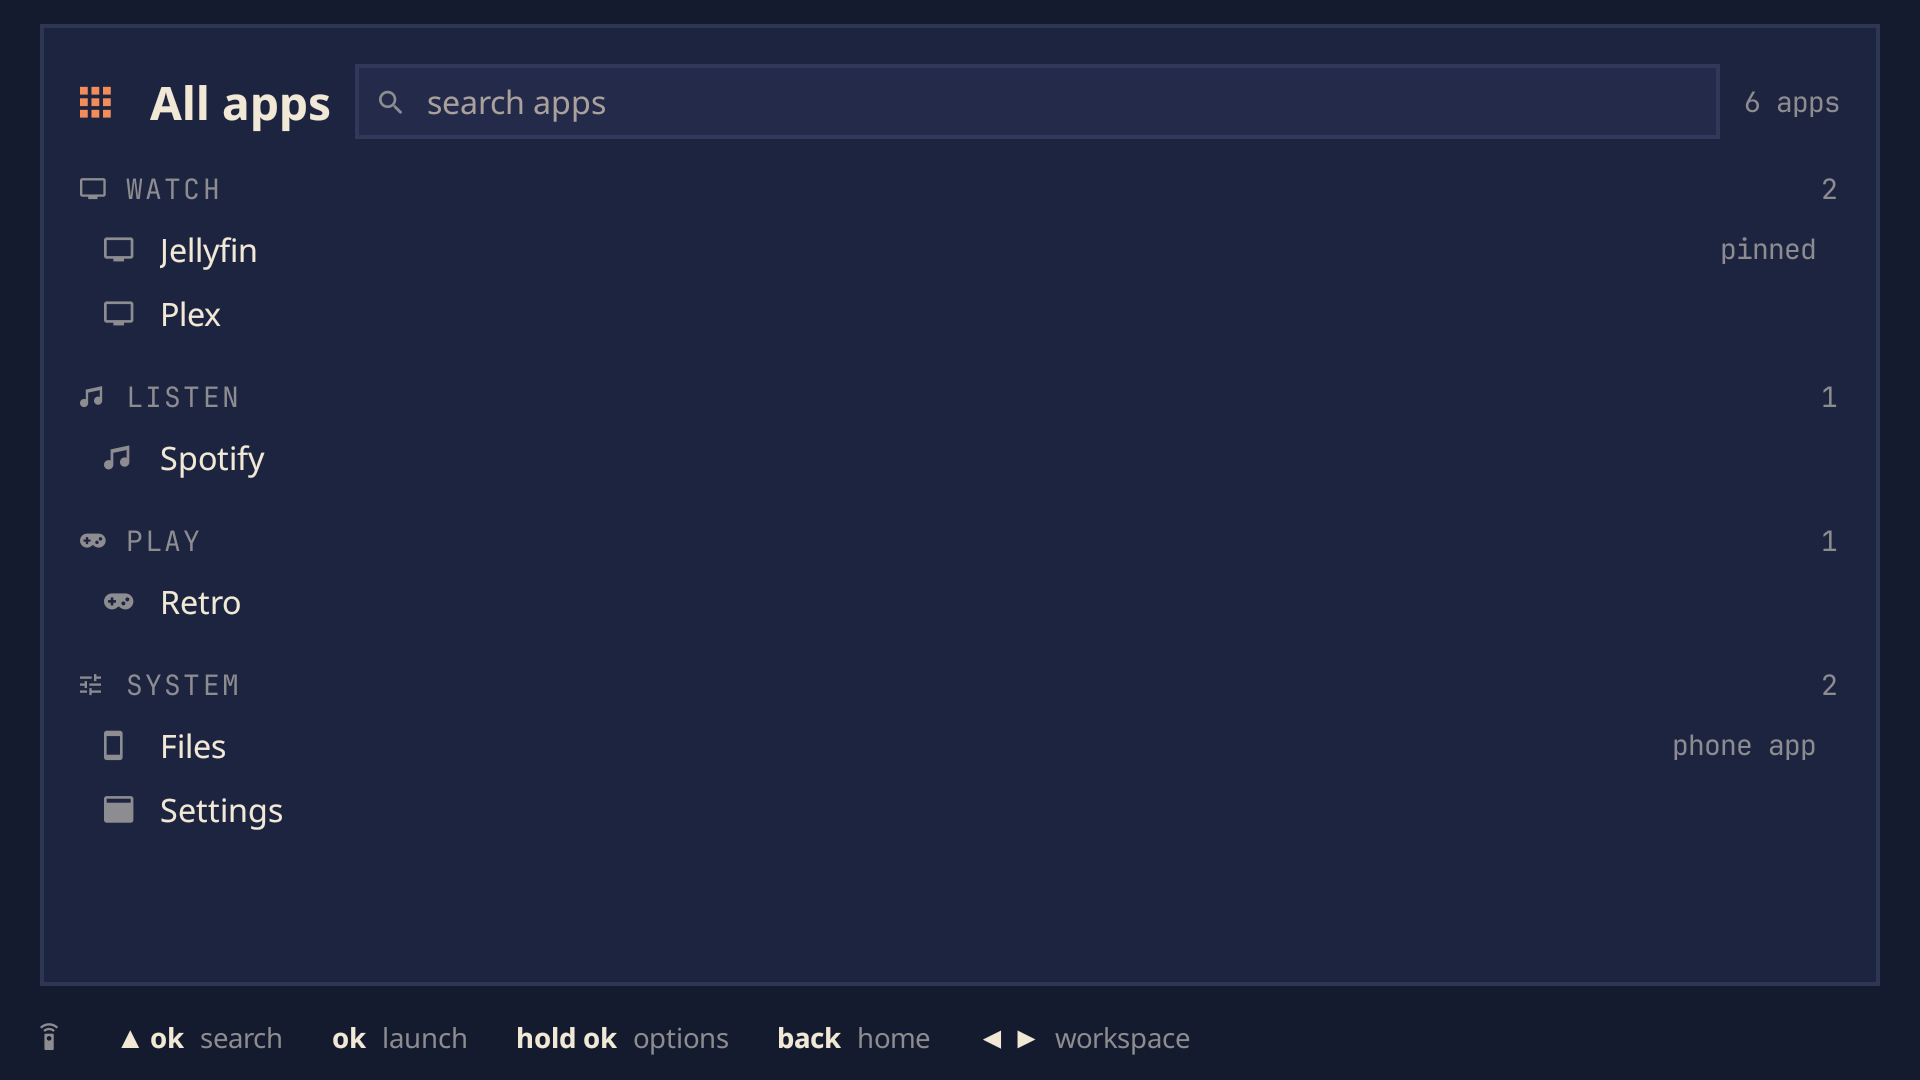 All apps search apps 6 apps
WATCH 2
Jellyfin pinned
Plex
LISTEN 1
Spotify
PLAY 1
Retro
SYSTEM 2
Files phone app
Settings
▲ ok search ok launch hold ok options back home ◀ ▶ workspace